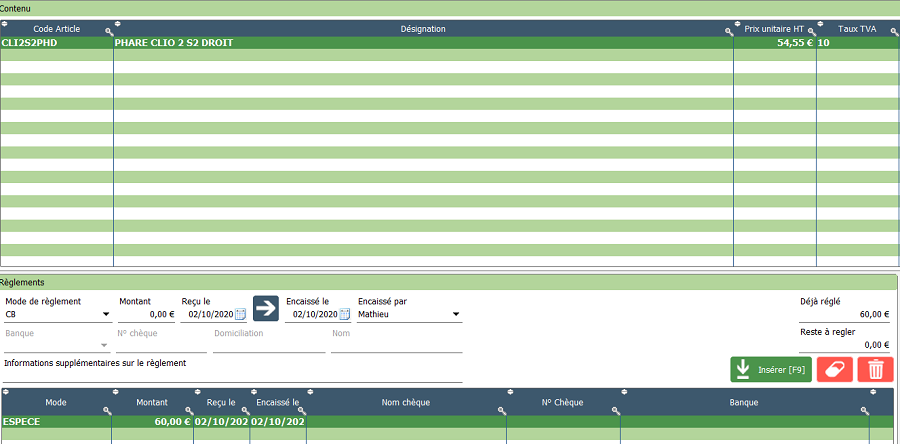 Contenu
Code Article Désignation Prix unitaire HT Taux TVA
CLI2S2PHD PHARE CLIO 2 S2 DROIT 54,55 € 10
Règlements
Mode de règlement Montant Reçu le Encaissé le Encaissé par Déjà réglé
CB 0,00 € 02/10/2020 02/10/2020 Mathieu 60,00 €
Banque N° chèque Domiciliation Nom Reste à regler
0,00 €
Informations supplémentaires sur le règlement
Insérer [F9]
Mode Montant Reçu le Encaissé le Nom chèque N° Chèque Banque
ESPECE 60,00 € 02/10/202 02/10/202